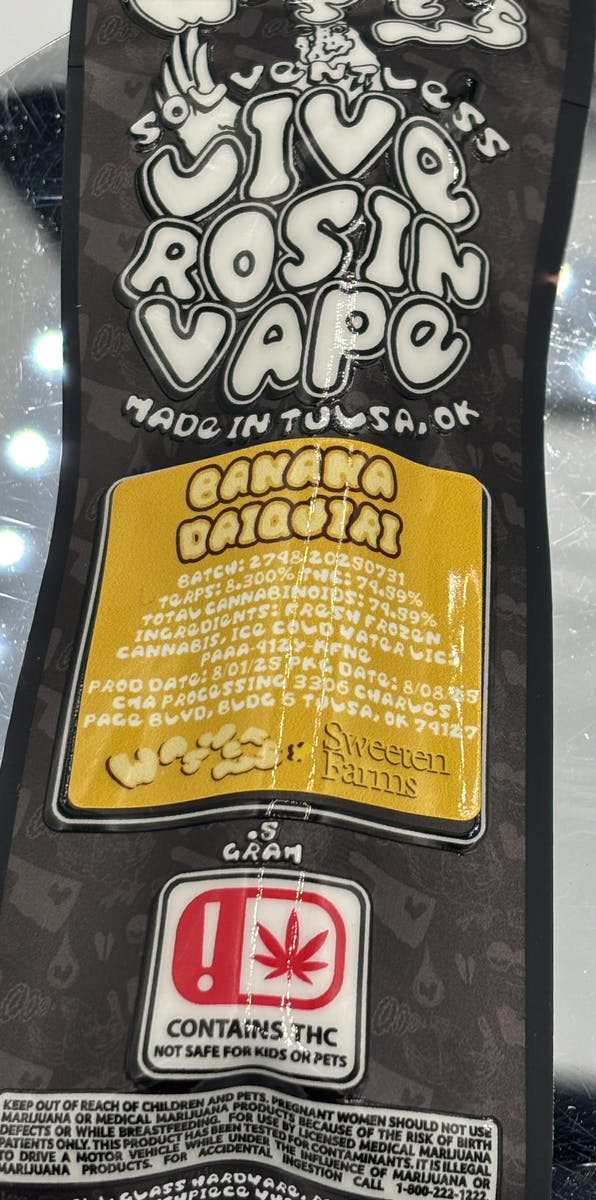 SOLVENTLESS
LIVE
ROSIN
VAPE
MADE IN TULSA, OK
BANANA
DAIQUIRI
BATCH: 2748-20250731
TERPS: 8.300% THC: 74.59%
TOTAL CANNABINOIDS: 79.59%
INGREDIENTS: FRESH FROZEN
CANNABIS, ICE COLD WATER LIC:
PAAA-412Y-KFNE
PROD DATE: 8/01/25 PKG DATE: 8/08/25
CMA PROCESSING 3306 CHARLES
PAGE BLVD, BLDG 5 TULSA, OK 74127
Sweeten
Farms
.5
GRAM
!
CONTAINS THC
NOT SAFE FOR KIDS OR PETS
KEEP OUT OF REACH OF CHILDREN AND PETS. PREGNANT WOMEN SHOULD NOT USE
MARIJUANA OR MEDICAL MARIJUANA PRODUCTS BECAUSE OF THE RISK OF BIRTH
DEFECTS OR WHILE BREASTFEEDING. FOR USE BY LICENSED MEDICAL MARIJUANA
PATIENTS ONLY. THIS PRODUCT HAS BEEN TESTED FOR CONTAMINANTS. IT IS ILLEGAL
TO DRIVE A MOTOR VEHICLE WHILE UNDER THE INFLUENCE OF MARIJUANA OR
MARIJUANA PRODUCTS. FOR ACCIDENTAL INGESTION CALL 1-800-222-1222
GLASS HARDWARE,